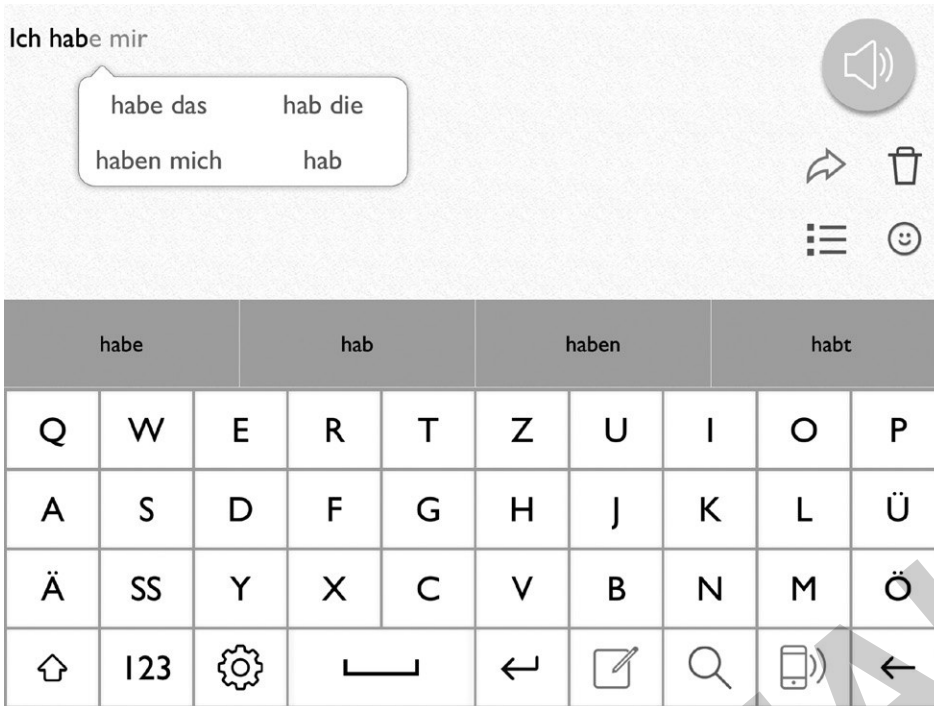 Ich habe mir
habe das hab die
haben mich hab
habe hab haben habt
Q W E R T Z U I O P
A S D F G H J K L Ü
Ä SS Y X C V B N M Ö
123